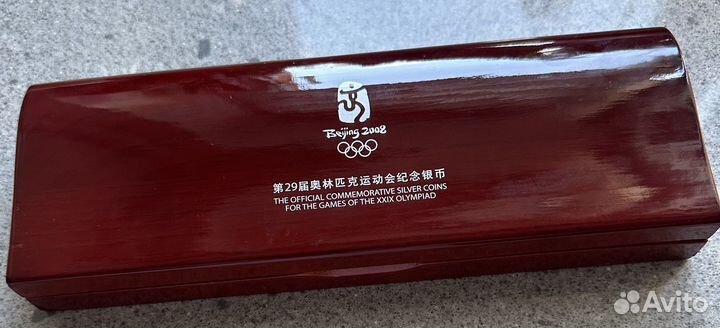 Beijing 2008
第29届奥林匹克运动会纪念银币
THE OFFICIAL COMMEMORATIVE SILVER COINS
FOR THE GAMES OF THE XXIX OLYMPIAD
Avito